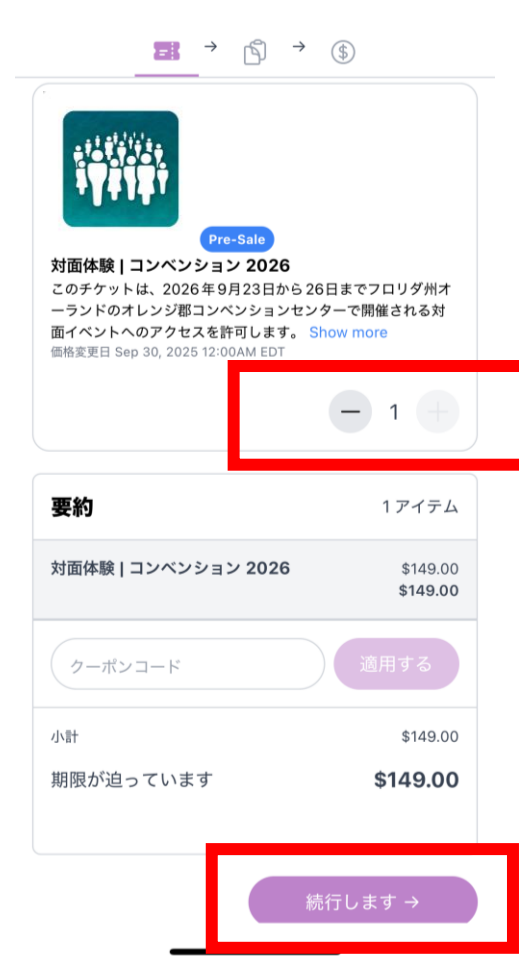 Pre-Sale
対面体験 | コンベンション 2026
このチケットは、2026年9月23日から26日までフロリダ州オ
ーランドのオレンジ郡コンベンションセンターで開催される対
面イベントへのアクセスを許可します。 Show more
価格変更日 Sep 30, 2025 12:00AM EDT
1
要約 1アイテム
対面体験 | コンベンション 2026 $149.00
$149.00
クーポンコード 適用する
小計 $149.00
期限が迫っています $149.00
続行します →